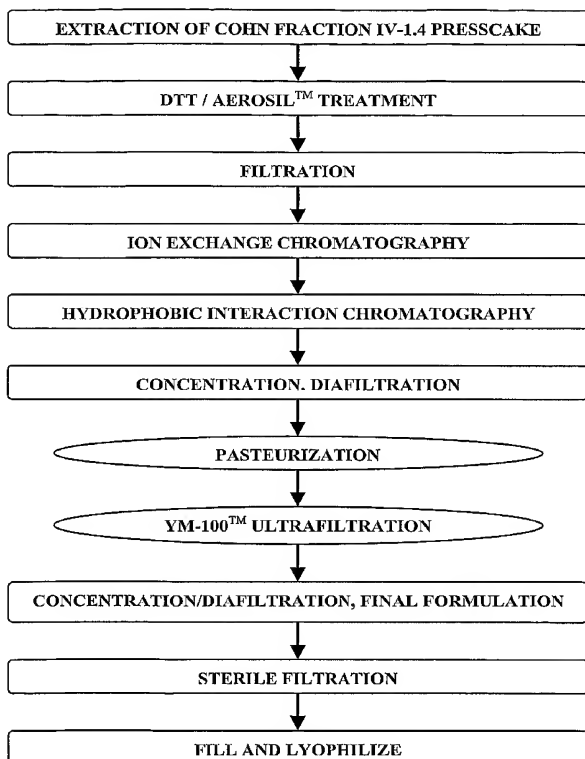 EXTRACTION OF COHN FRACTION IV-1.4 PRESSCAKE
DTT / AEROSIL™ TREATMENT
FILTRATION
ION EXCHANGE CHROMATOGRAPHY
HYDROPHOBIC INTERACTION CHROMATOGRAPHY
CONCENTRATION. DIAFILTRATION
PASTEURIZATION
YM-100™ ULTRAFILTRATION
CONCENTRATION/DIAFILTRATION, FINAL FORMULATION
STERILE FILTRATION
FILL AND LYOPHILIZE